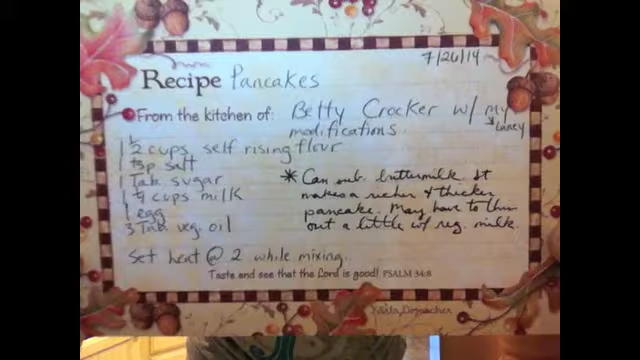 7/26/14
Recipe Pancakes
From the kitchen of: Betty Crocker w/ my
modifications. Laney
1 1/2 cups self rising flour
1 tsp salt
1 Tab. sugar
1 1/4 cups milk
1 egg
3 Tab. veg. oil
* Can sub. buttermilk. It
makes a richer & thicker
pancake. May have to thin
out a little w/ reg. milk.
Set heat @ 2 while mixing.
Taste and see that the Lord is good! PSALM 34:8